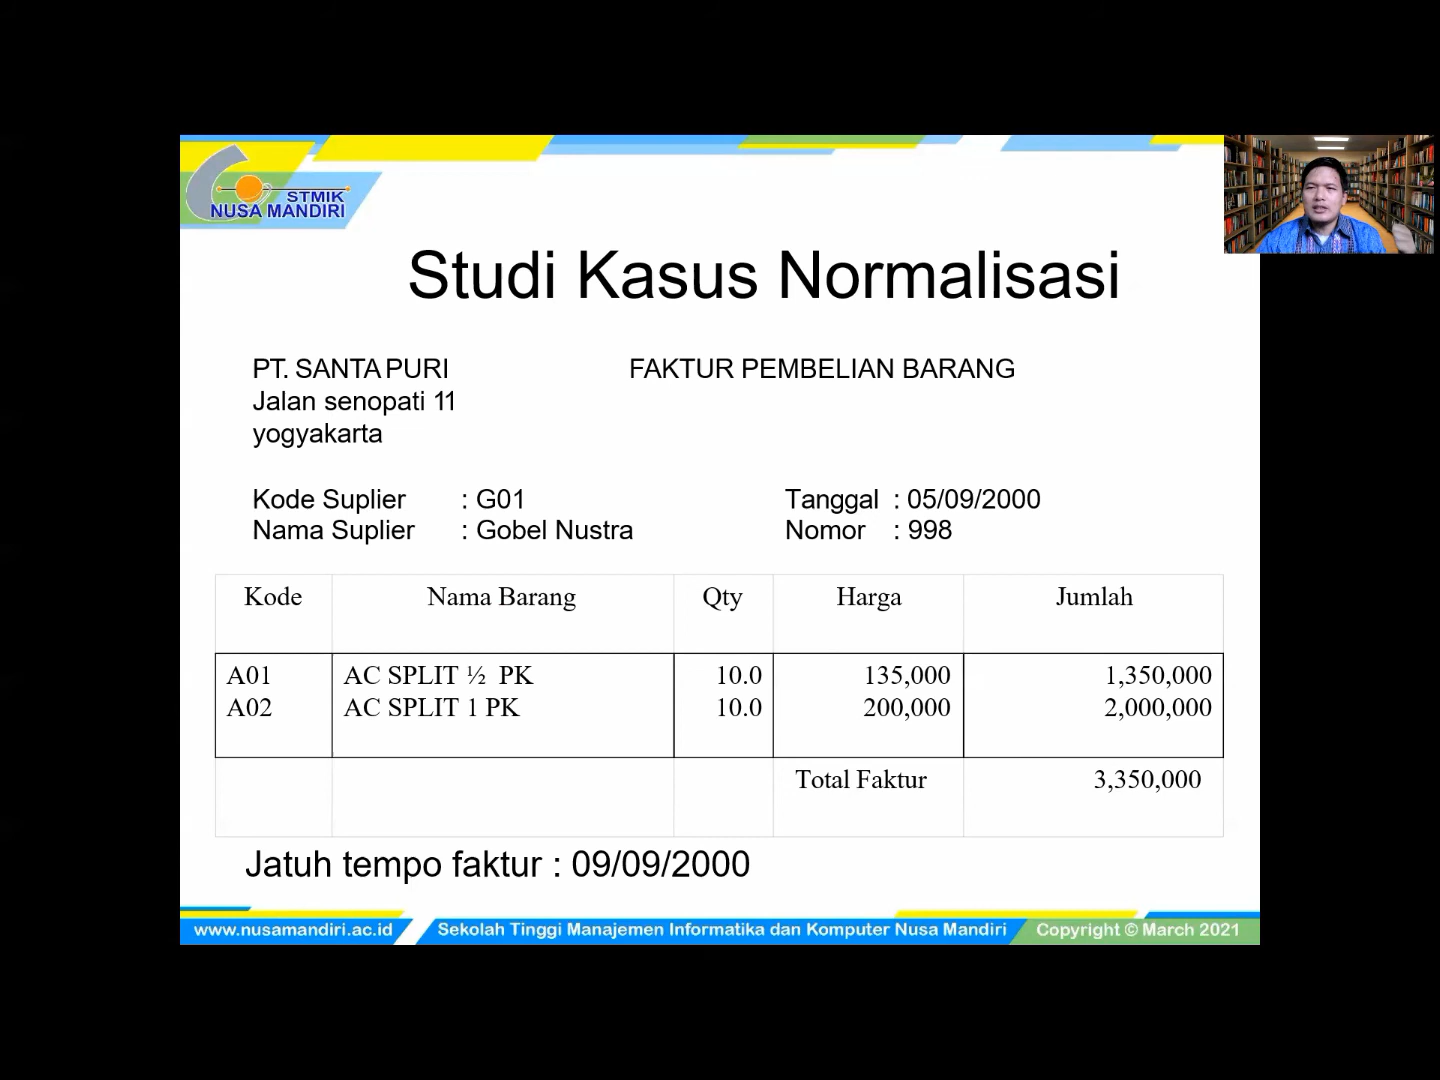 STMIK
NUSA MANDIRI
Studi Kasus Normalisasi
PT. SANTA PURI FAKTUR PEMBELIAN BARANG
Jalan senopati 11
yogyakarta
Kode Suplier : G01 Tanggal : 05/09/2000
Nama Suplier : Gobel Nustra Nomor : 998
Kode Nama Barang Qty Harga Jumlah
A01 AC SPLIT ½ PK 10.0 135,000 1,350,000
A02 AC SPLIT 1 PK 10.0 200,000 2,000,000
Total Faktur 3,350,000
Jatuh tempo faktur : 09/09/2000
www.nusamandiri.ac.id Sekolah Tinggi Manajemen Informatika dan Komputer Nusa Mandiri Copyright © March 2021